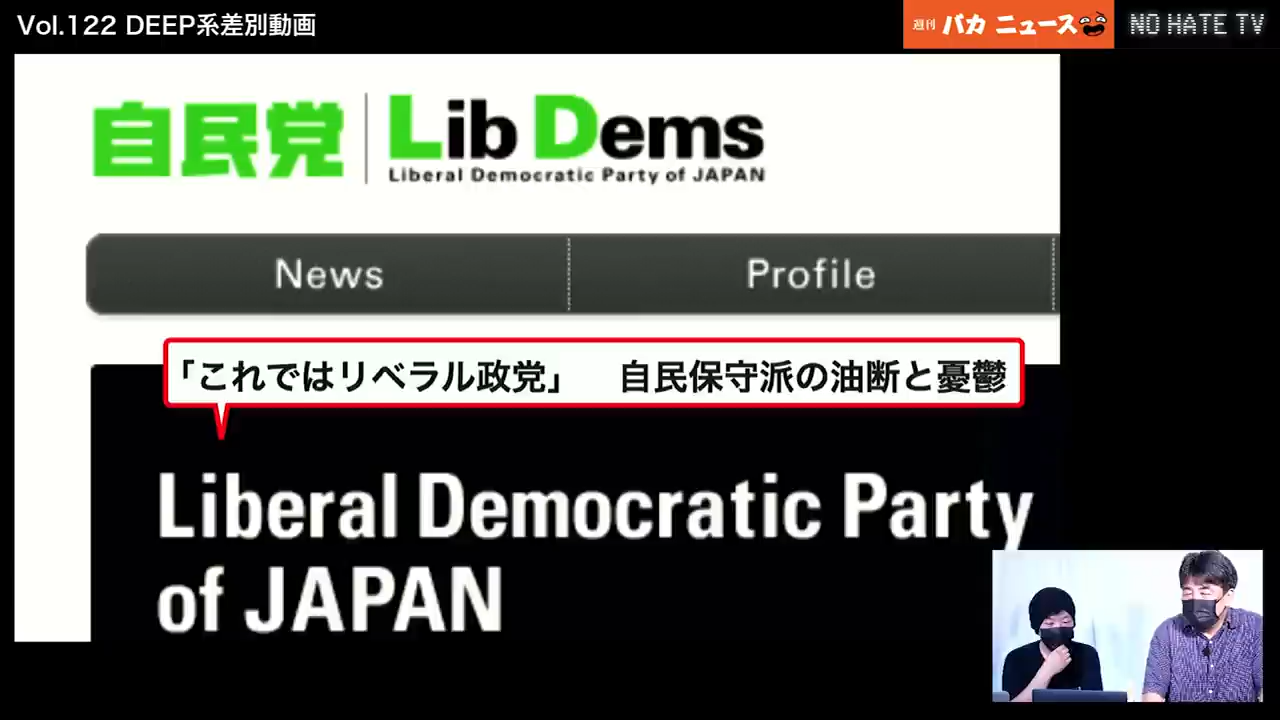 Vol.122 DEEP系差別動画
週刊 バカ ニュース
NO HATE TV
自民党
Lib Dems
Liberal Democratic Party of JAPAN
News
Profile
「これではリベラル政党」　自民保守派の油断と憂鬱
Liberal Democratic Party
of JAPAN